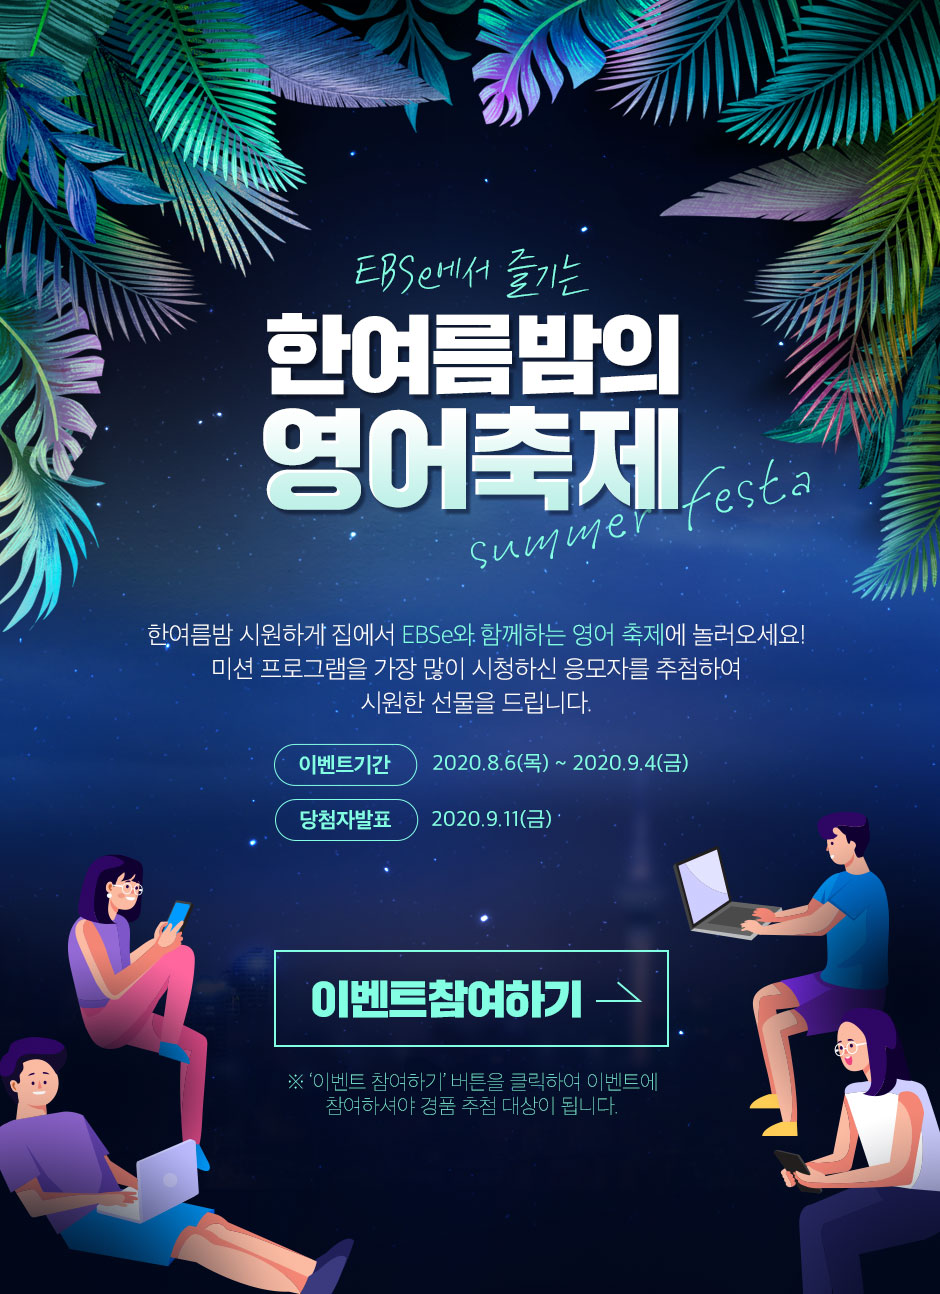 EBSe에서 즐기는
한여름밤의
영어축제
summer festa
한여름밤 시원하게 집에서 EBSe와 함께하는 영어 축제에 놀러오세요!
미션 프로그램을 가장 많이 시청하신 응모자를 추첨하여
시원한 선물을 드립니다.
이벤트기간 2020.8.6(목) ~ 2020.9.4(금)
당첨자발표 2020.9.11(금)
이벤트참여하기
※ ‘이벤트 참여하기’ 버튼을 클릭하여 이벤트에
참여하셔야 경품 추첨 대상이 됩니다.